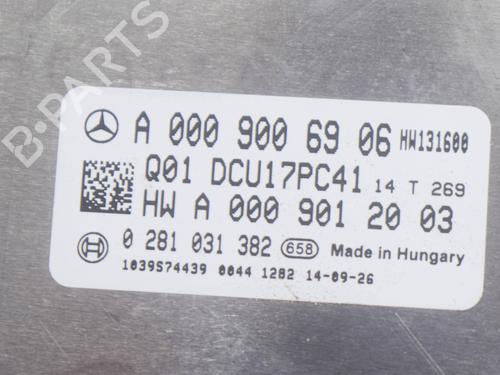 B-PARTS
A 000 900 69 06 HW131600
Q01 DCU17PC41 14 T 269
HW A 000 901 20 03
0 281 031 382 658 Made in Hungary
1039S74439 0044 1282 14-09-26